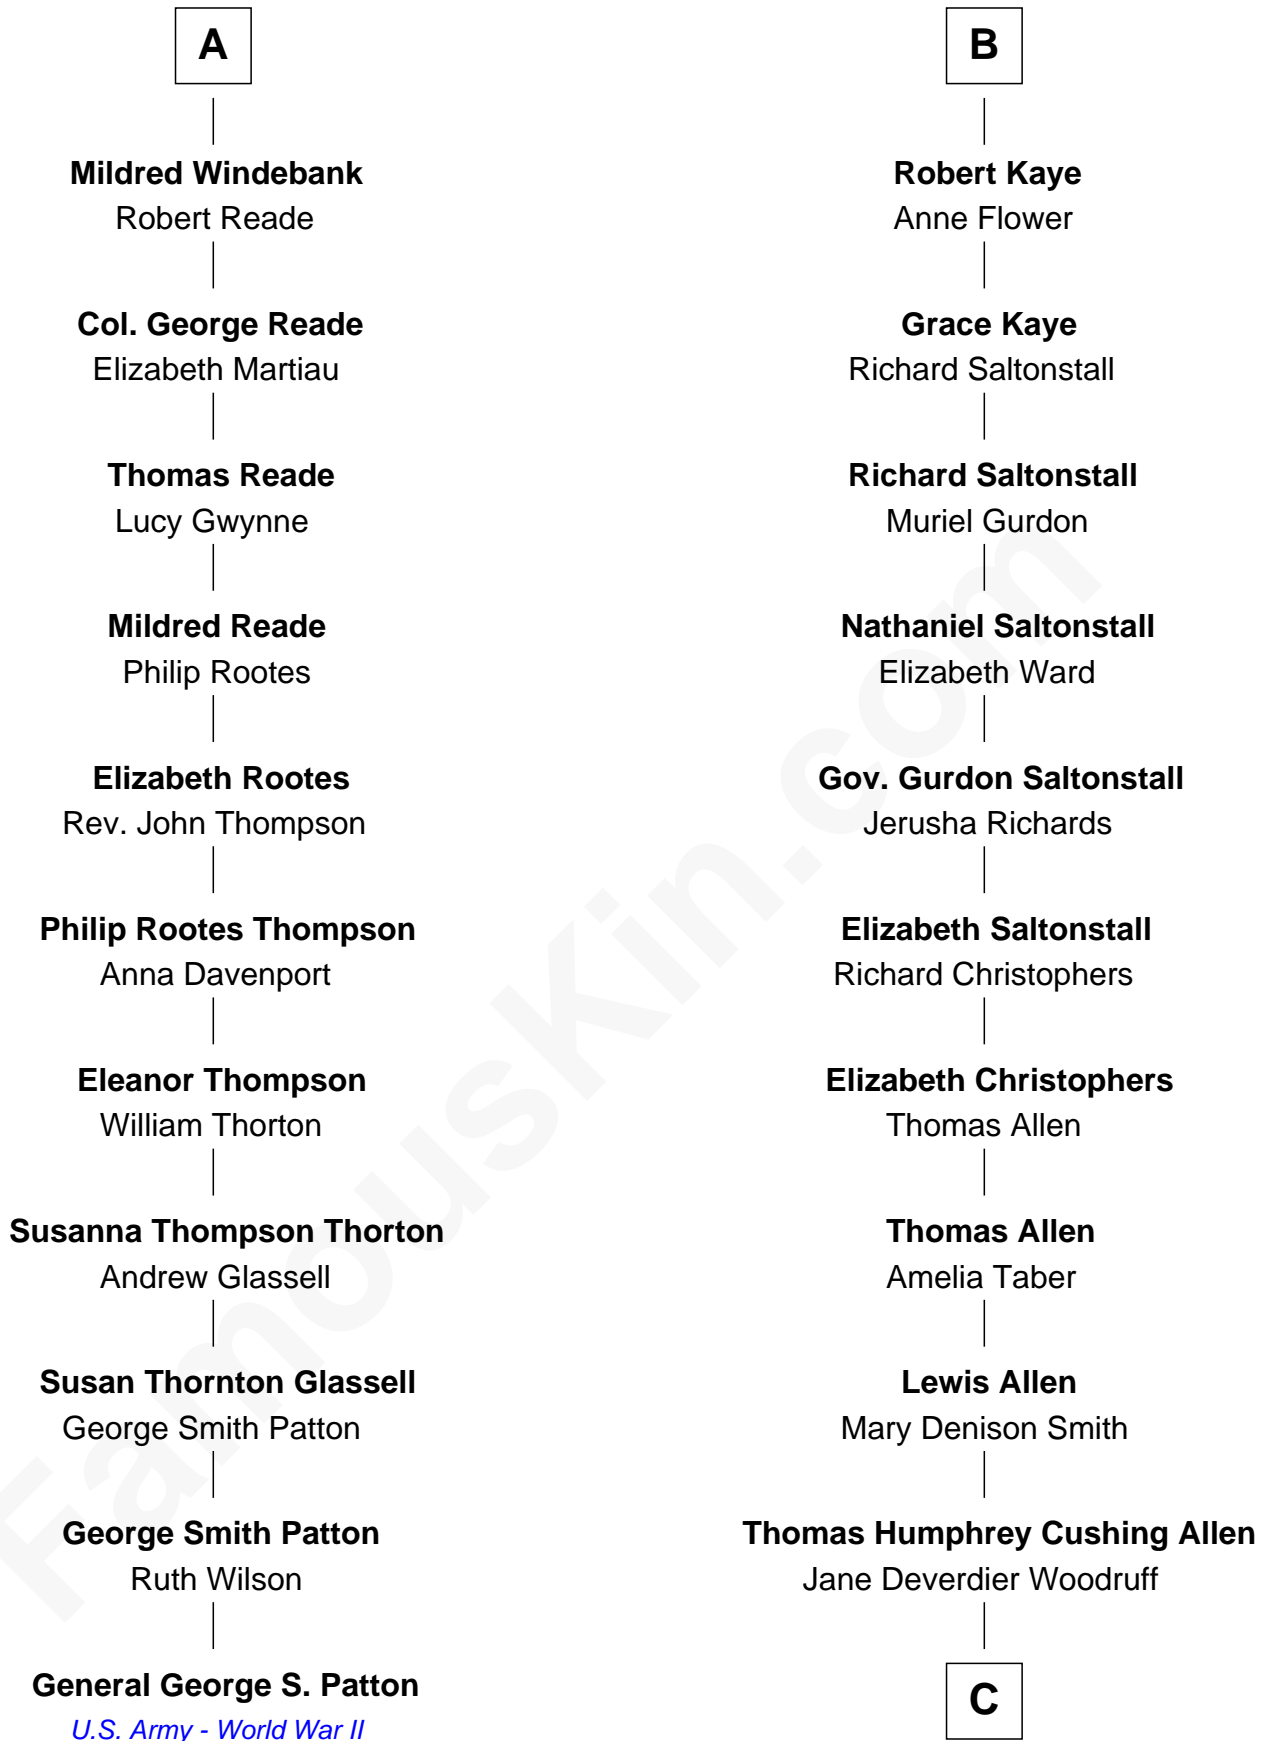 A
Mildred Windebank
Robert Reade
Col. George Reade
Elizabeth Martiau
Thomas Reade
Lucy Gwynne
Mildred Reade
Philip Rootes
Elizabeth Rootes
Rev. John Thompson
Philip Rootes Thompson
Anna Davenport
Eleanor Thompson
William Thorton
Susanna Thompson Thorton
Andrew Glassell
Susan Thornton Glassell
George Smith Patton
George Smith Patton
Ruth Wilson
General George S. Patton
U.S. Army - World War II
B
Robert Kaye
Anne Flower
Grace Kaye
Richard Saltonstall
Richard Saltonstall
Muriel Gurdon
Nathaniel Saltonstall
Elizabeth Ward
Gov. Gurdon Saltonstall
Jerusha Richards
Elizabeth Saltonstall
Richard Christophers
Elizabeth Christophers
Thomas Allen
Thomas Allen
Amelia Taber
Lewis Allen
Mary Denison Smith
Thomas Humphrey Cushing Allen
Jane Deverdier Woodruff
C
FamousKin.com